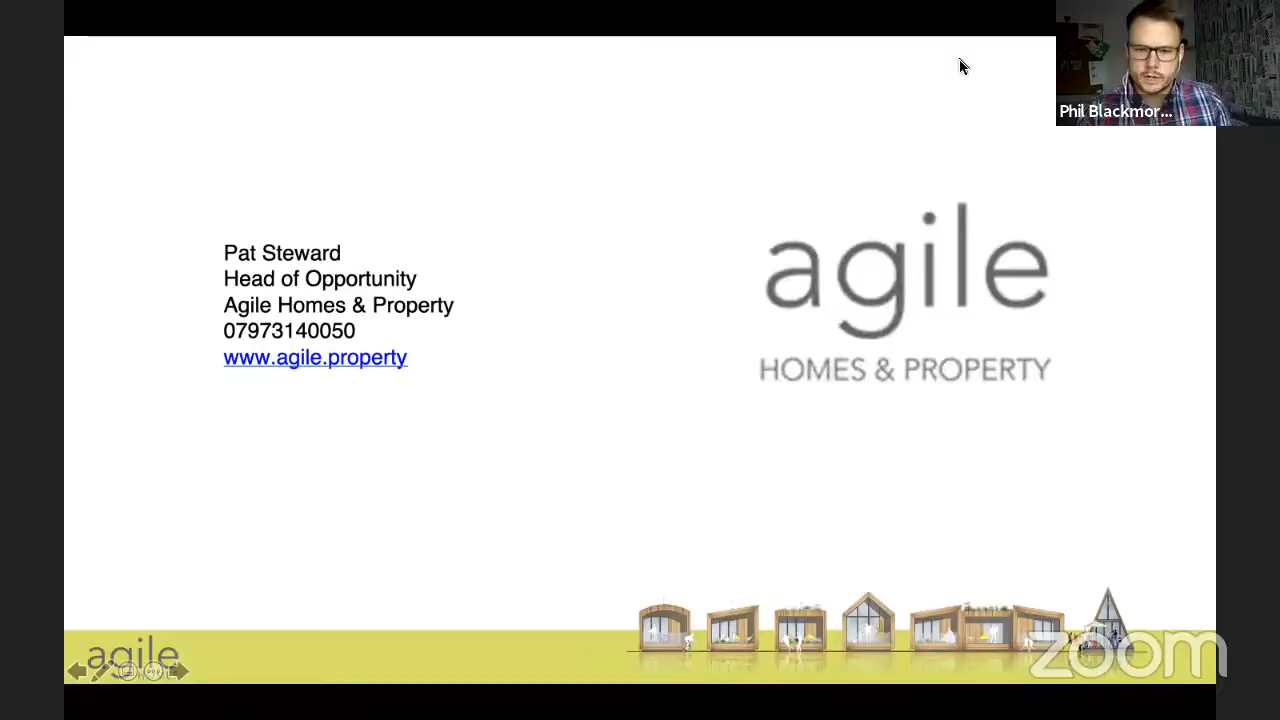 Phil Blackmor...
Pat Steward
Head of Opportunity
Agile Homes & Property
07973140050
www.agile.property
agile
HOMES & PROPERTY
agile
zoom